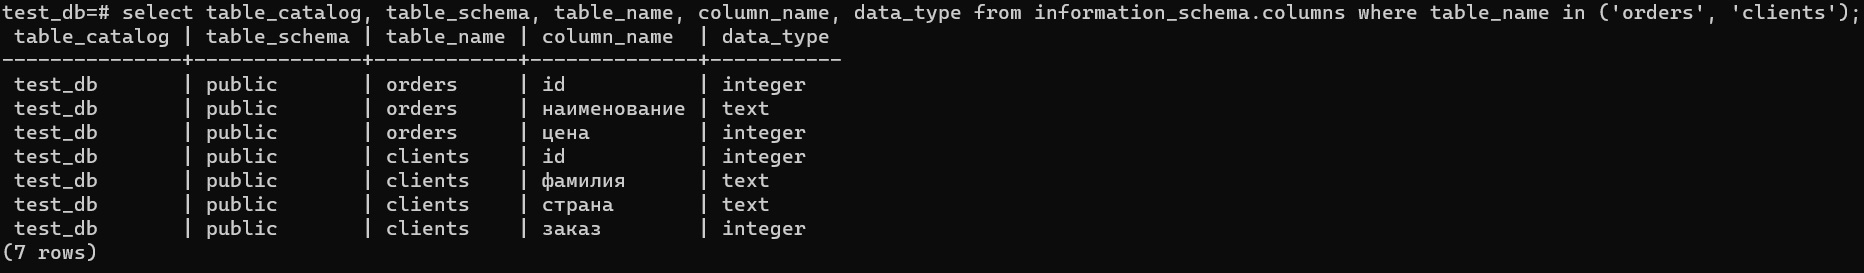 test_db=# select table_catalog, table_schema, table_name, column_name, data_type from information_schema.columns where table_name in ('orders', 'clients');
 table_catalog | table_schema | table_name | column_name  | data_type
---------------+--------------+------------+--------------+-----------
 test_db       | public       | orders     | id           | integer
 test_db       | public       | orders     | наименование | text
 test_db       | public       | orders     | цена         | integer
 test_db       | public       | clients    | id           | integer
 test_db       | public       | clients    | фамилия      | text
 test_db       | public       | clients    | страна       | text
 test_db       | public       | clients    | заказ        | integer
(7 rows)